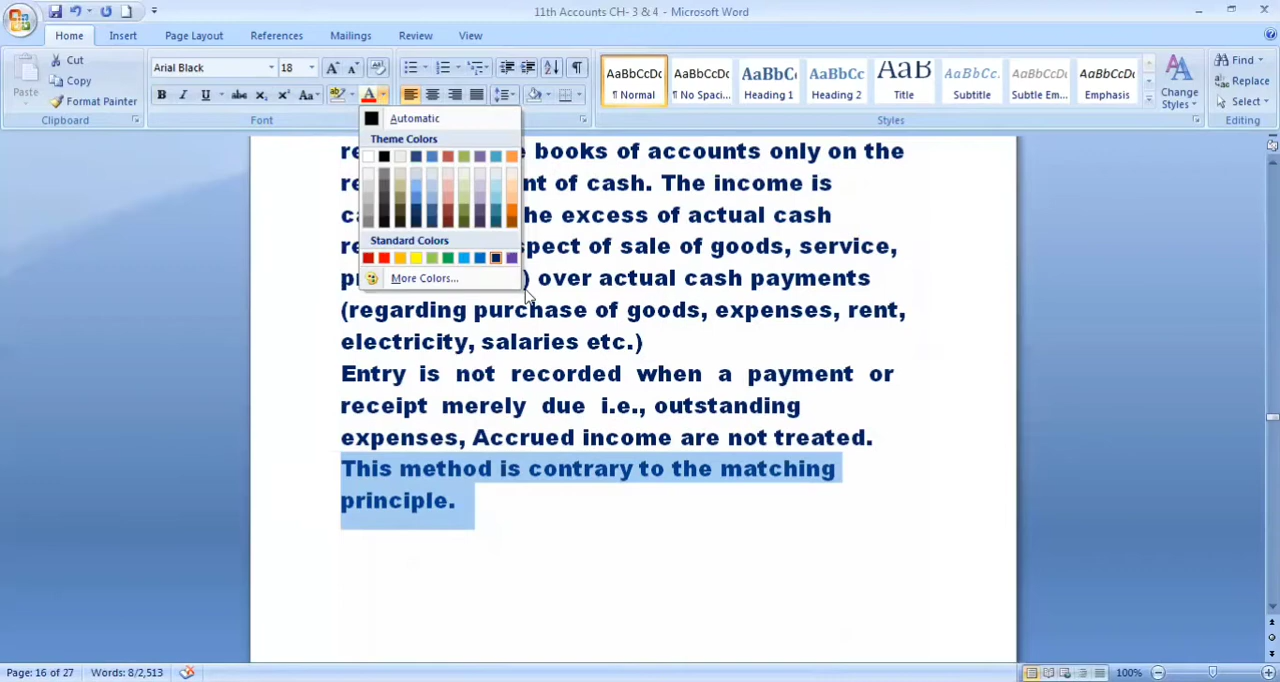 11th Accounts CH- 3 & 4 - Microsoft Word
Home Insert Page Layout References Mailings Review View
Paste
Cut
Copy
Format Painter
Clipboard
Arial Black 18
B I U abc X₂ X² Aa
Font
AaBbCcDc AaBbCcDc AaBbCc AaBbCc AaB AaBbCc. AaBbCcDc AaBbCcDc
¶ Normal ¶ No Spaci... Heading 1 Heading 2 Title Subtitle Subtle Em... Emphasis
Change
Styles
Styles
Find
Replace
Select
Editing
Automatic
Theme Colors
Standard Colors
More Colors...
books of accounts only on the
of cash. The income is
he excess of actual cash
of sale of goods, service,
) over actual cash payments
(regarding purchase of goods, expenses, rent,
electricity, salaries etc.)
Entry is not recorded when a payment or
receipt merely due i.e., outstanding
expenses, Accrued income are not treated.
This method is contrary to the matching
principle.
Page: 16 of 27 Words: 8/2,513 100%